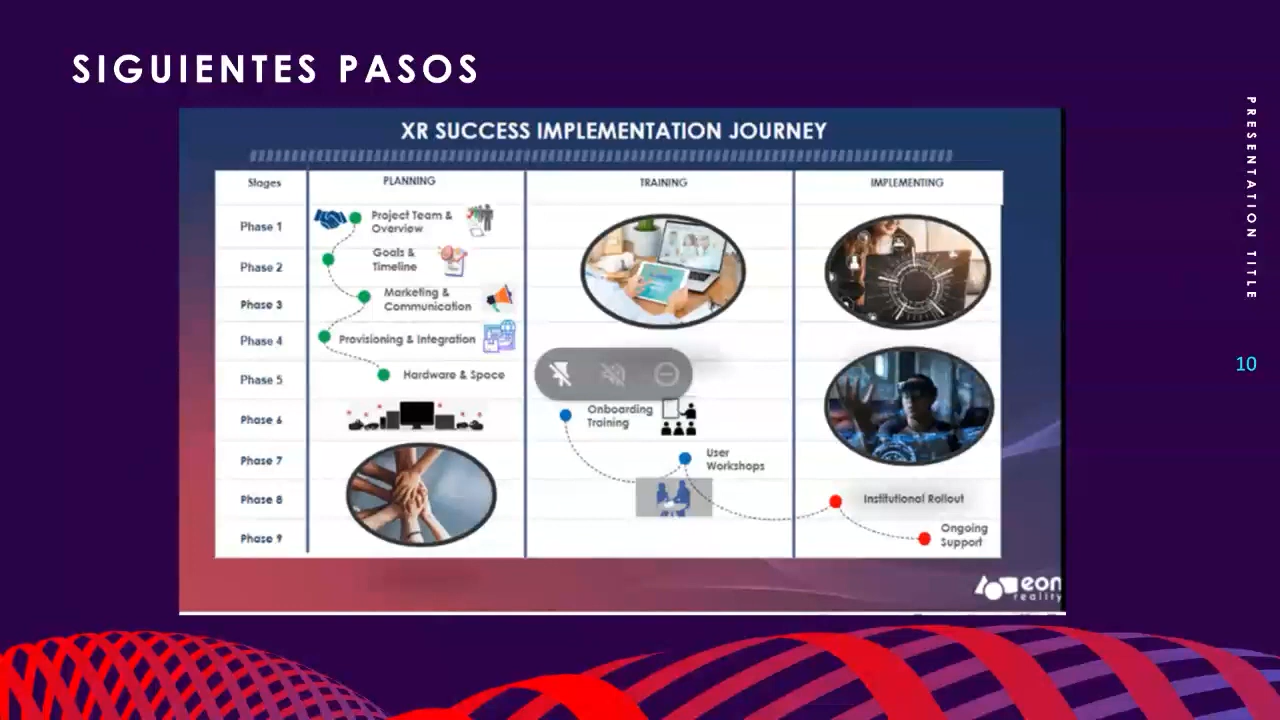 SIGUIENTES PASOS
XR SUCCESS IMPLEMENTATION JOURNEY
Stages
PLANNING
TRAINING
IMPLEMENTING
Phase 1
Project Team &
Overview
Phase 2
Goals &
Timeline
Phase 3
Marketing &
Communication
Phase 4
Provisioning & Integration
Phase 5
Hardware & Space
Phase 6
Onboarding
Training
Phase 7
User
Workshops
Phase 8
Institutional Rollout
Phase 9
Ongoing
Support
eon
reality
PRESENTATION TITLE
10